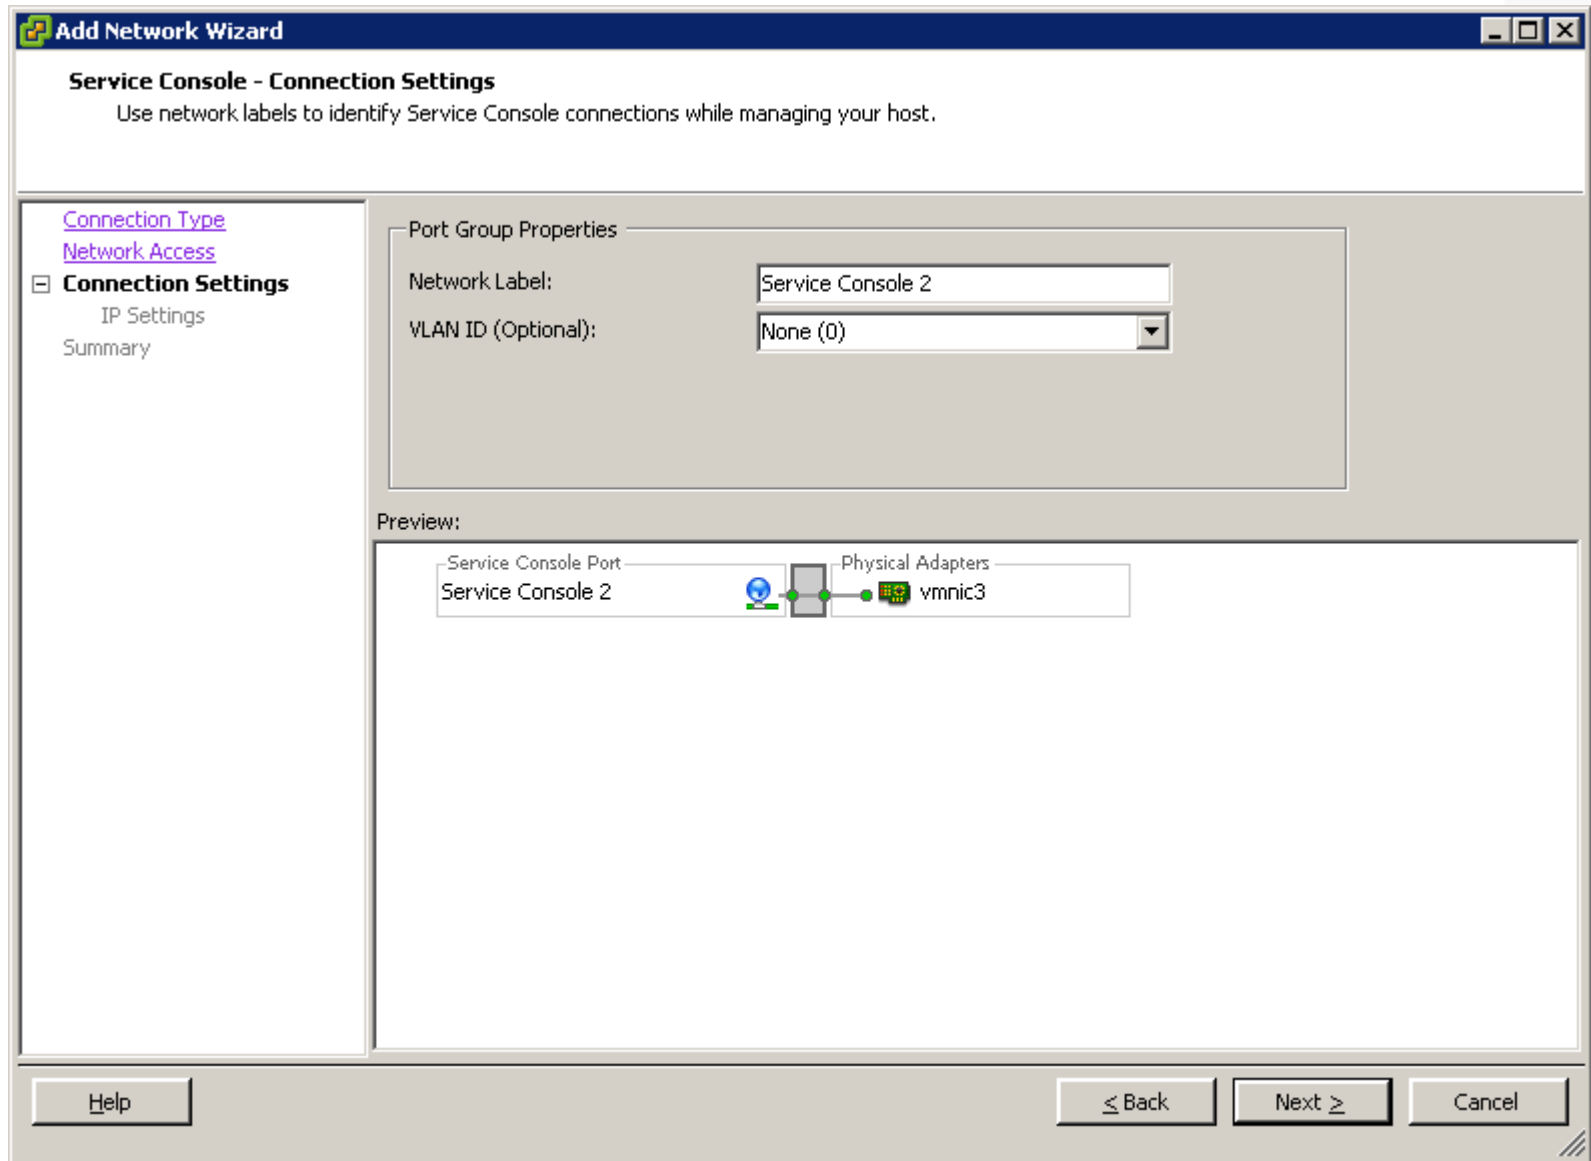 Add Network Wizard
Service Console - Connection Settings
Use network labels to identify Service Console connections while managing your host.
Connection Type
Network Access
Connection Settings
IP Settings
Summary
Port Group Properties
Network Label:
Service Console 2
VLAN ID (Optional):
None (0)
Preview:
Service Console Port
Service Console 2
Physical Adapters
vmnic3
Help
< Back
Next >
Cancel